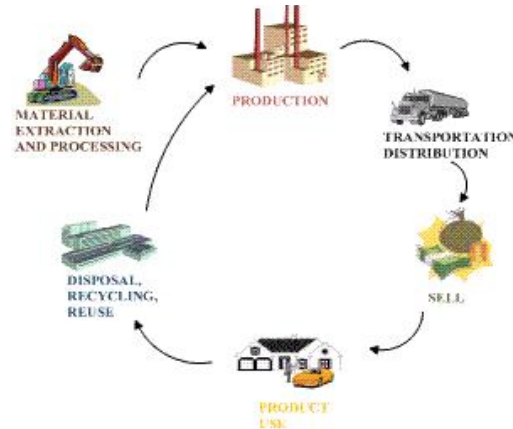 PRODUCTION
MATERIAL
EXTRACTION
AND PROCESSING
TRANSPORTATION
DISTRIBUTION
SELL
DISPOSAL,
RECYCLING,
REUSE
PRODUCT
USE